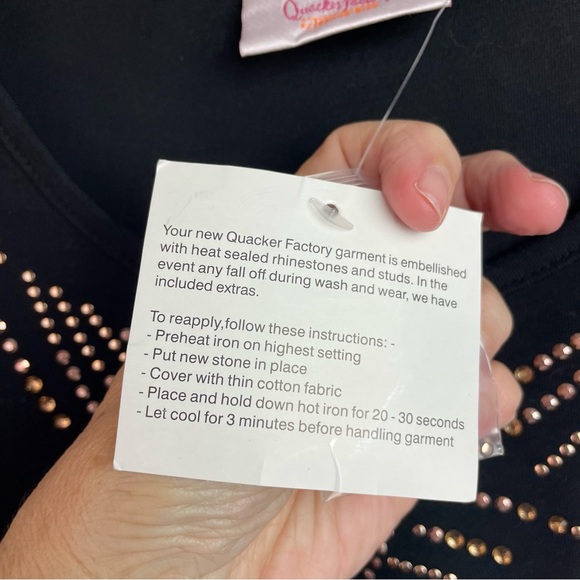 Quacker Factory
Your new Quacker Factory garment is embellished
with heat sealed rhinestones and studs. In the
event any fall off during wash and wear, we have
included extras.
To reapply,follow these instructions: -
- Preheat iron on highest setting
- Put new stone in place
- Cover with thin cotton fabric
- Place and hold down hot iron for 20 - 30 seconds
- Let cool for 3 minutes before handling garment